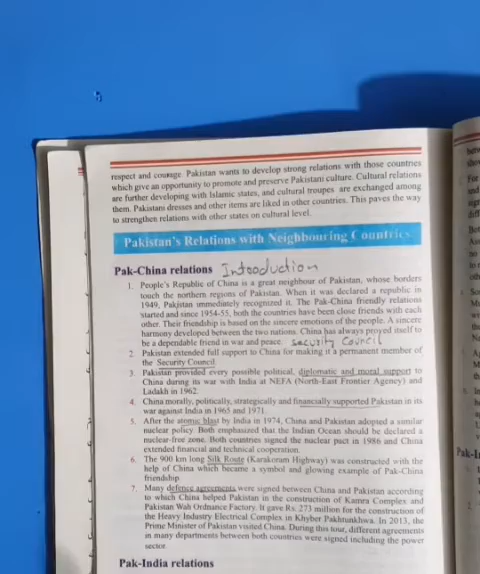 respect and courage. Pakistan wants to develop strong relations with those countries
which give an opportunity to promote and preserve Pakistani culture. Cultural relations
are further developing with Islamic states, and cultural troupes are exchanged among
them. Pakistani dresses and other items are liked in other countries. This paves the way
to strengthen relations with other states on cultural level.
Pakistan's Relations with Neighbouring Countries
Pak-China relations Intooduction
1. People's Republic of China is a great neighbour of Pakistan, whose borders
touch the northern regions of Pakistan. When it was declared a republic in
1949, Pakistan immediately recognized it. The Pak-China friendly relations
started and since 1954-55, both the countries have been close friends with each
other. Their friendship is based on the sincere emotions of the people. A sincere
harmony developed between the two nations. China has always proved itself to
be a dependable friend in war and peace. security Council
2. Pakistan extended full support to China for making it a permanent member of
the Security Council.
3. Pakistan provided every possible political, diplomatic and moral support to
China during its war with India at NEFA (North-East Frontier Agency) and
Ladakh in 1962.
4. China morally, politically, strategically and financially supported Pakistan in its
war against India in 1965 and 1971.
5. After the atomic blast by India in 1974, China and Pakistan adopted a similar
nuclear policy. Both emphasized that the Indian Ocean should be declared a
nuclear-free zone. Both countries signed the nuclear pact in 1986 and China
extended financial and technical cooperation.
6. The 900 km long Silk Route (Karakoram Highway) was constructed with the
help of China which became a symbol and glowing example of Pak-China
friendship.
7. Many defence agreements were signed between China and Pakistan according
to which China helped Pakistan in the construction of Kamra Complex and
Pakistan Wah Ordnance Factory. It gave Rs. 273 million for the construction of
the Heavy Industry Electrical Complex in Khyber Pakhtunkhwa. In 2013, the
Prime Minister of Pakistan visited China. During this tour, different agreements
in many departments between both countries were signed including the power
sector.
Pak-India relations